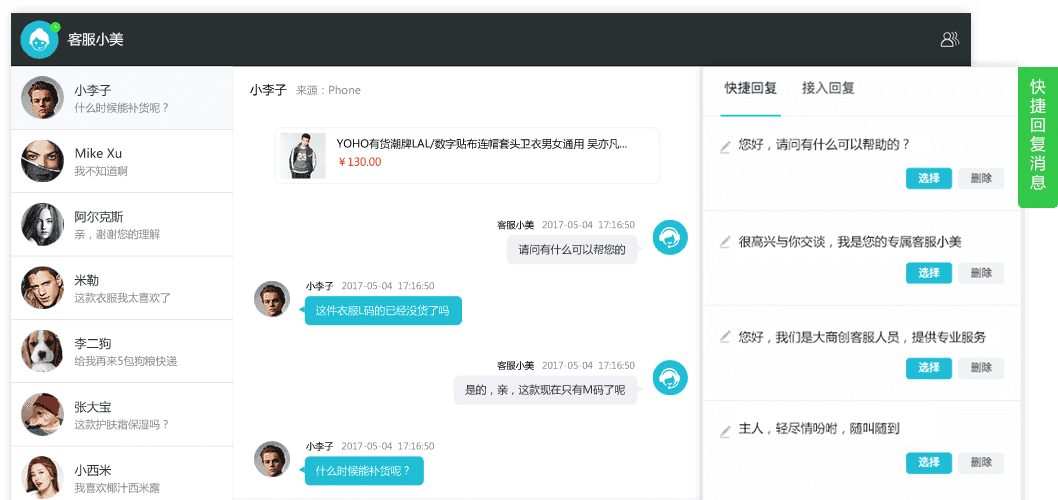 客服小美
小李子
什么时候能补货呢？
Mike Xu
我不知道啊
阿尔克斯
亲，谢谢您的理解
米勒
这款衣服我太喜欢了
李二狗
给我再来5包狗粮快递
张大宝
这款护肤霜保湿吗？
小西米
我喜欢椰汁西米露
小李子 来源：Phone
YOHO有货潮牌LAL/数字贴布连帽套头卫衣男女通用 吴亦凡...
￥130.00
客服小美 2017-05-04 17:16:50
请问有什么可以帮您的
小李子 2017-05-04 17:16:50
这件衣服L码的已经没货了吗
客服小美 2017-05-04 17:16:50
是的，亲，这款现在只有M码了呢
小李子 2017-05-04 17:16:50
什么时候能补货呢？
快捷回复 接入回复
您好，请问有什么可以帮助的？
选择 删除
很高兴与你交谈，我是您的专属客服小美
选择 删除
您好，我们是大商创客服人员，提供专业服务
选择 删除
主人，轻尽情吩咐，随叫随到
选择 删除
快捷回复消息